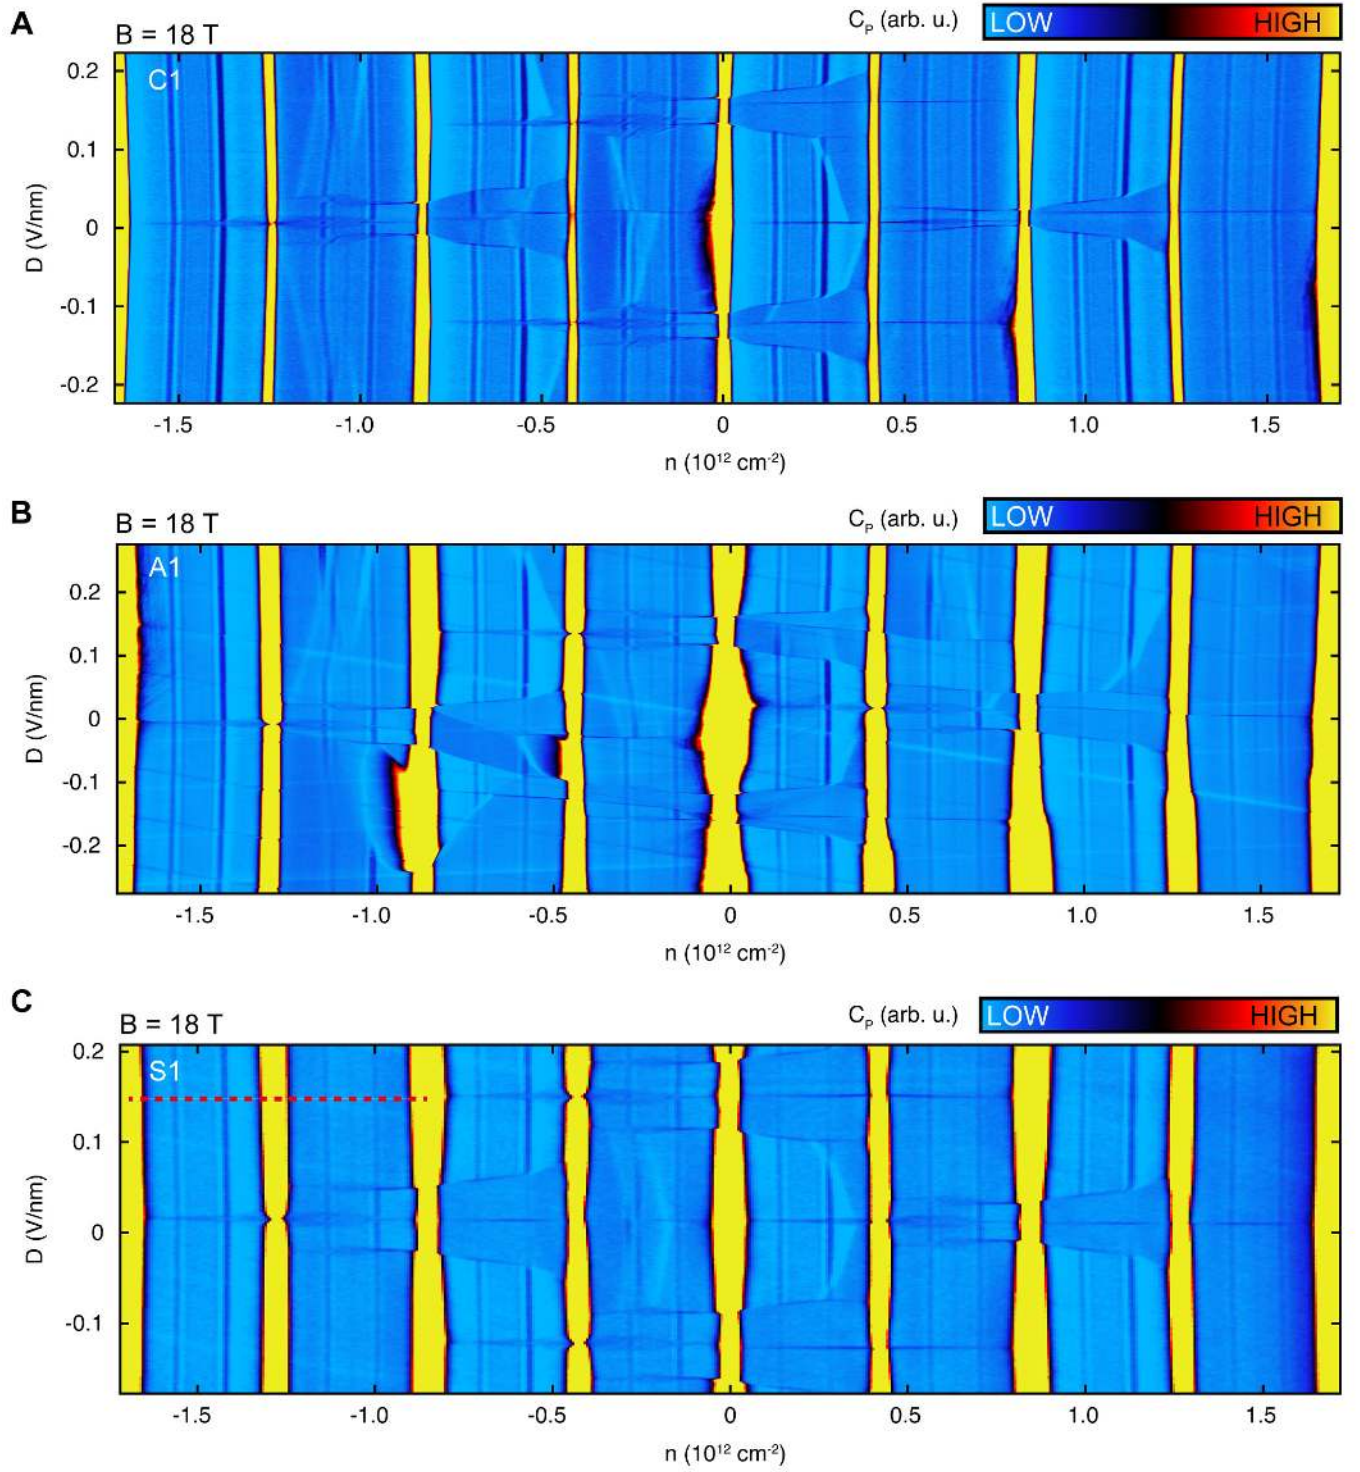 A
B = 18 T
C_P (arb. u.)
LOW
HIGH
C1
0.2
0.1
0
-0.1
-0.2
D (V/nm)
-1.5 -1.0 -0.5 0 0.5 1.0 1.5
n (10¹² cm⁻²)
B
B = 18 T
C_P (arb. u.)
LOW
HIGH
A1
0.2
0.1
0
-0.1
-0.2
D (V/nm)
-1.5 -1.0 -0.5 0 0.5 1.0 1.5
n (10¹² cm⁻²)
C
B = 18 T
C_P (arb. u.)
LOW
HIGH
S1
0.2
0.1
0
-0.1
D (V/nm)
-1.5 -1.0 -0.5 0 0.5 1.0 1.5
n (10¹² cm⁻²)